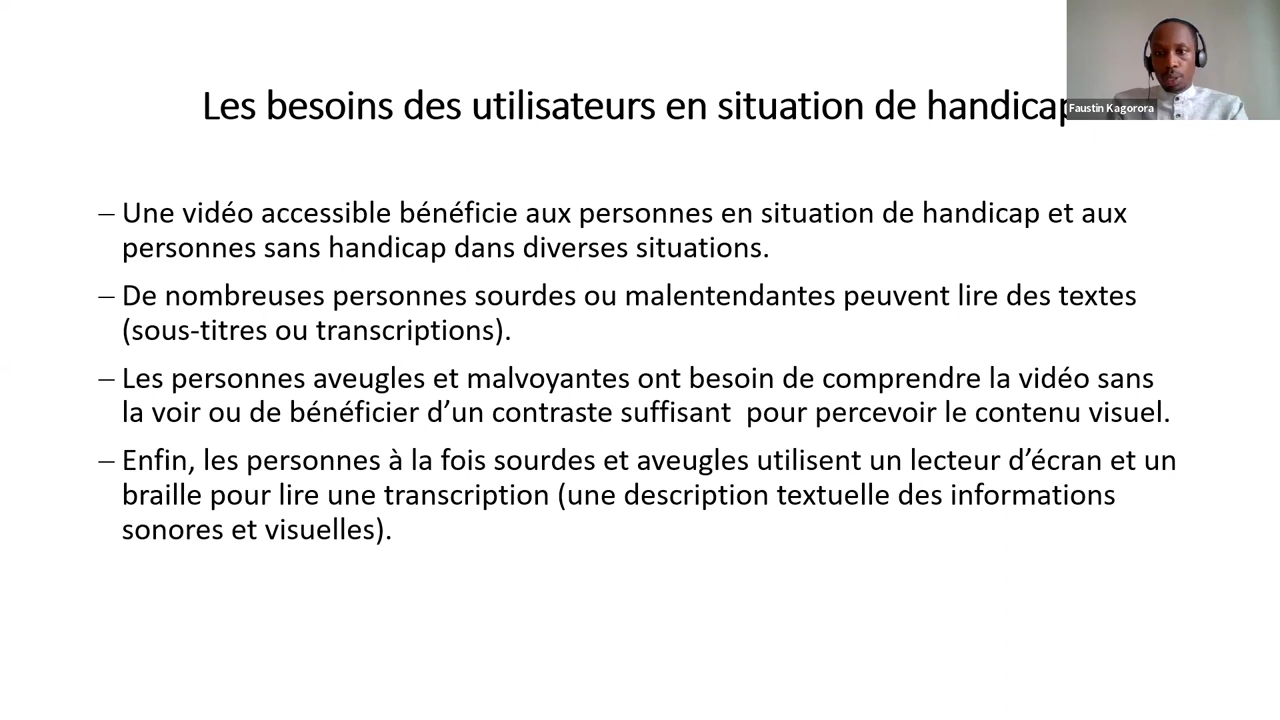 Les besoins des utilisateurs en situation de handicap
Faustin Kagorora
– Une vidéo accessible bénéficie aux personnes en situation de handicap et aux
personnes sans handicap dans diverses situations.
– De nombreuses personnes sourdes ou malentendantes peuvent lire des textes
(sous-titres ou transcriptions).
– Les personnes aveugles et malvoyantes ont besoin de comprendre la vidéo sans
la voir ou de bénéficier d’un contraste suffisant  pour percevoir le contenu visuel.
– Enfin, les personnes à la fois sourdes et aveugles utilisent un lecteur d’écran et un
braille pour lire une transcription (une description textuelle des informations
sonores et visuelles).